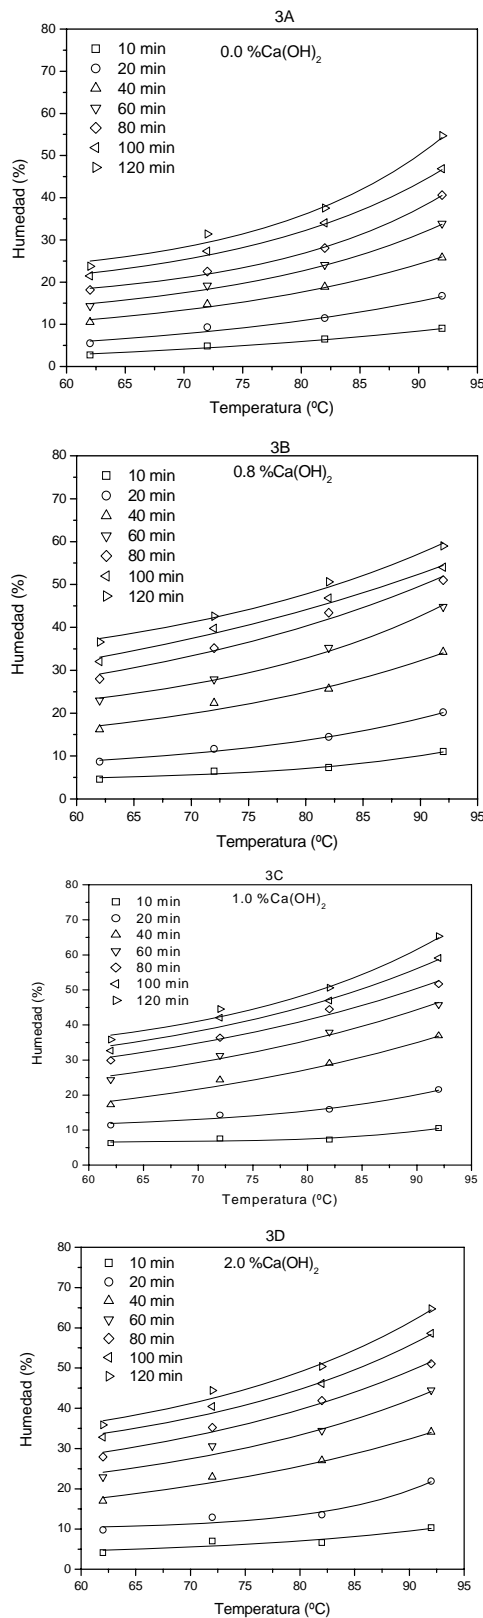 3A
0.0 %Ca(OH)2
10 min
20 min
40 min
60 min
80 min
100 min
120 min
Humedad (%)
80
70
60
50
40
30
20
10
0
60 65 70 75 80 85 90 95
Temperatura (ºC)
3B
0.8 %Ca(OH)2
10 min
20 min
40 min
60 min
80 min
100 min
120 min
Humedad (%)
80
70
60
50
40
30
20
10
0
60 65 70 75 80 85 90 95
Temperatura (ºC)
3C
1.0 %Ca(OH)2
10 min
20 min
40 min
60 min
80 min
100 min
120 min
Humedad (%)
80
70
60
50
40
30
20
10
0
60 65 70 75 80 85 90 95
Temperatura (ºC)
3D
2.0 %Ca(OH)2
10 min
20 min
40 min
60 min
80 min
100 min
120 min
Humedad (%)
80
70
60
50
40
30
20
10
0
60 65 70 75 80 85 90 95
Temperatura (ºC)